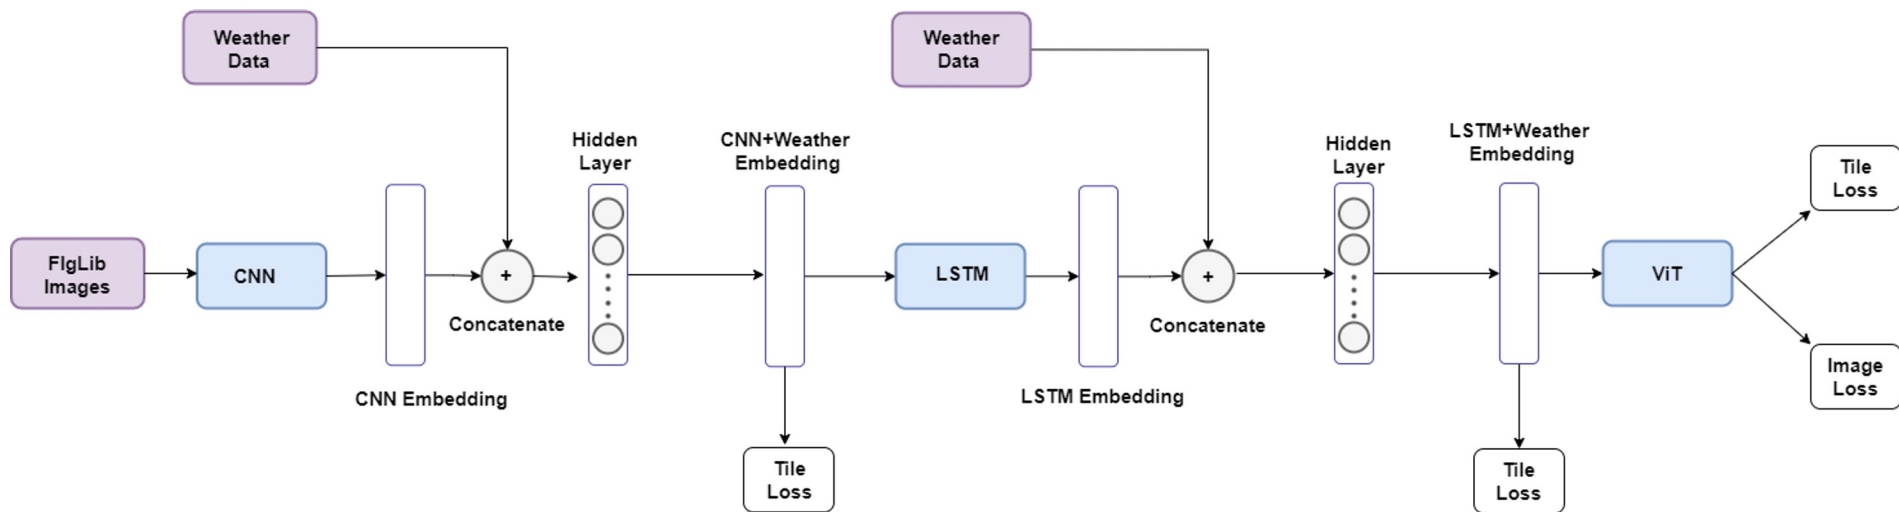 Weather
Data
Weather
Data
Hidden
Layer
CNN+Weather
Embedding
Hidden
Layer
LSTM+Weather
Embedding
Tile
Loss
FIgLib
Images
CNN
+
Concatenate
LSTM
+
Concatenate
ViT
Image
Loss
CNN Embedding
LSTM Embedding
Tile
Loss
Tile
Loss